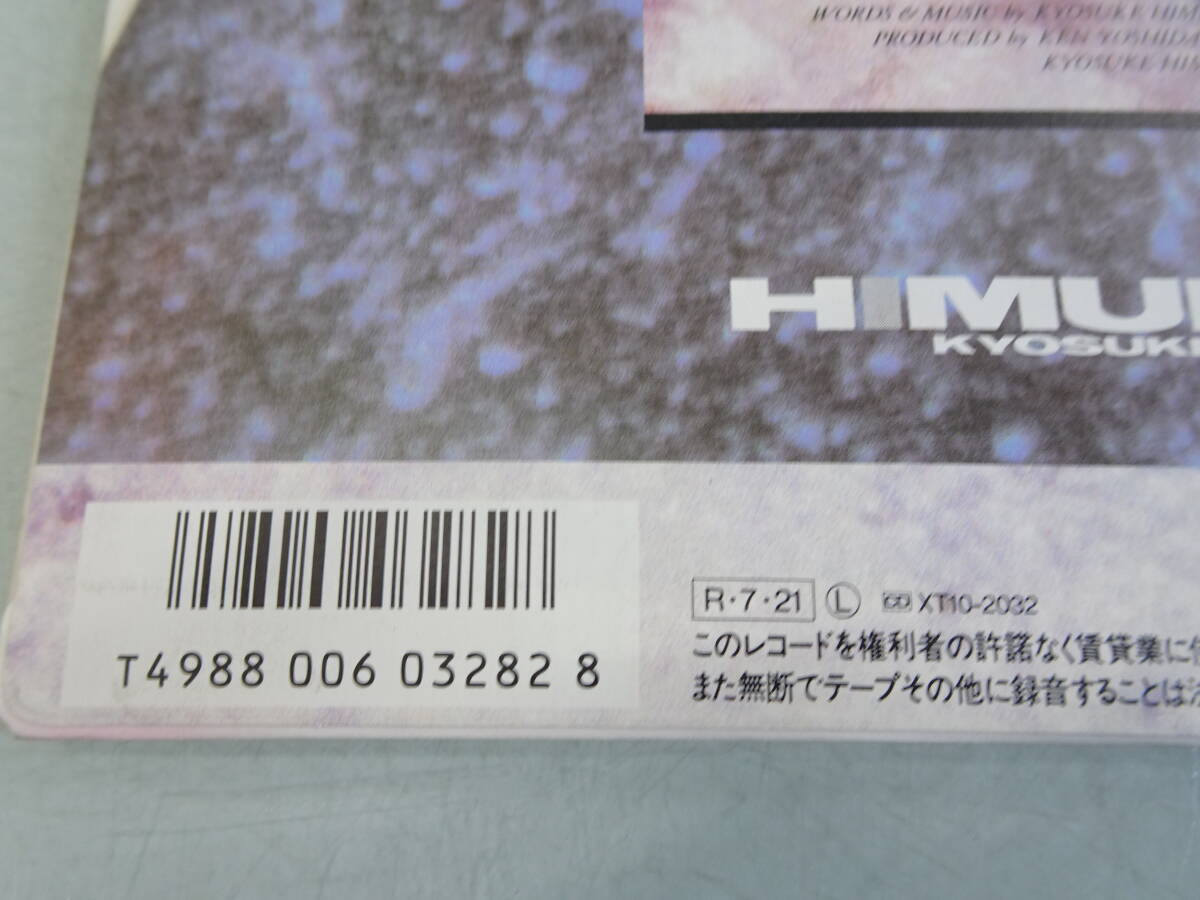 WORDS & MUSIC by KYOSUKE HIM
PRODUCED by KEN YOSHIDA
KYOSUKE HIM
HIMU
KYOSUKE
T4988 006 03282 8
R・7・21 Ⓛ CD XT10-2032
このレコードを権利者の許諾なく賃貸業に
また無断でテープその他に録音することは法